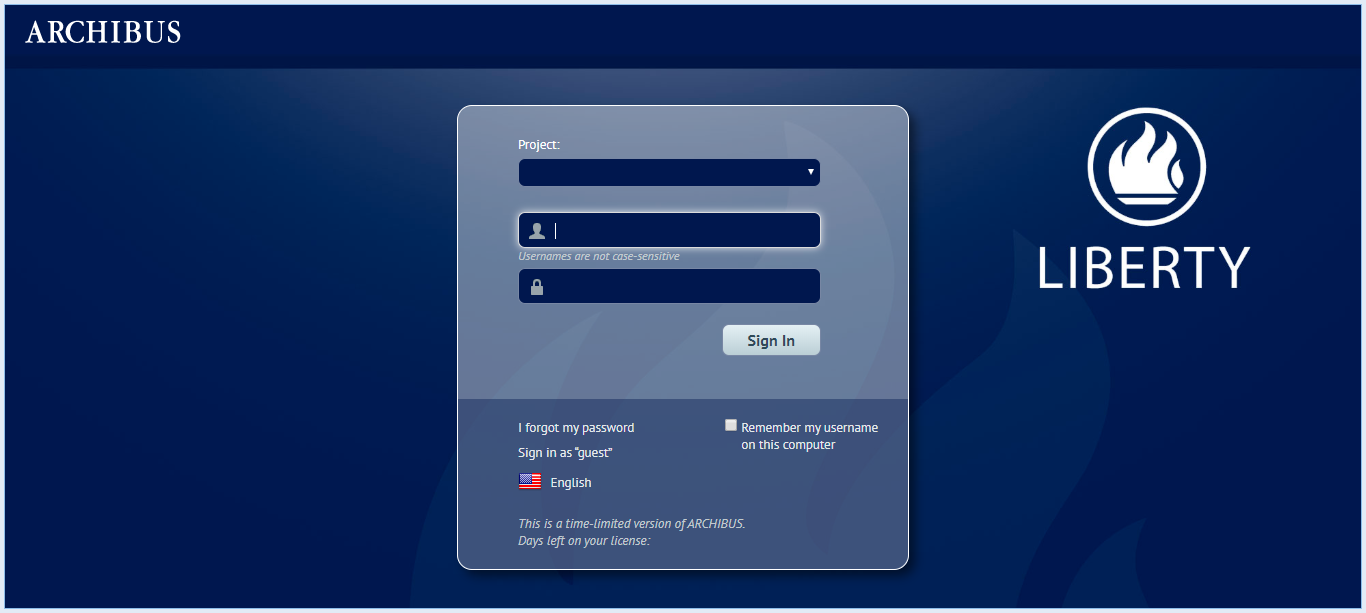 ARCHIBUS
Project:
Usernames are not case-sensitive
Sign In
I forgot my password
Sign in as “guest”
English
Remember my username
on this computer
This is a time-limited version of ARCHIBUS.
Days left on your license:
LIBERTY